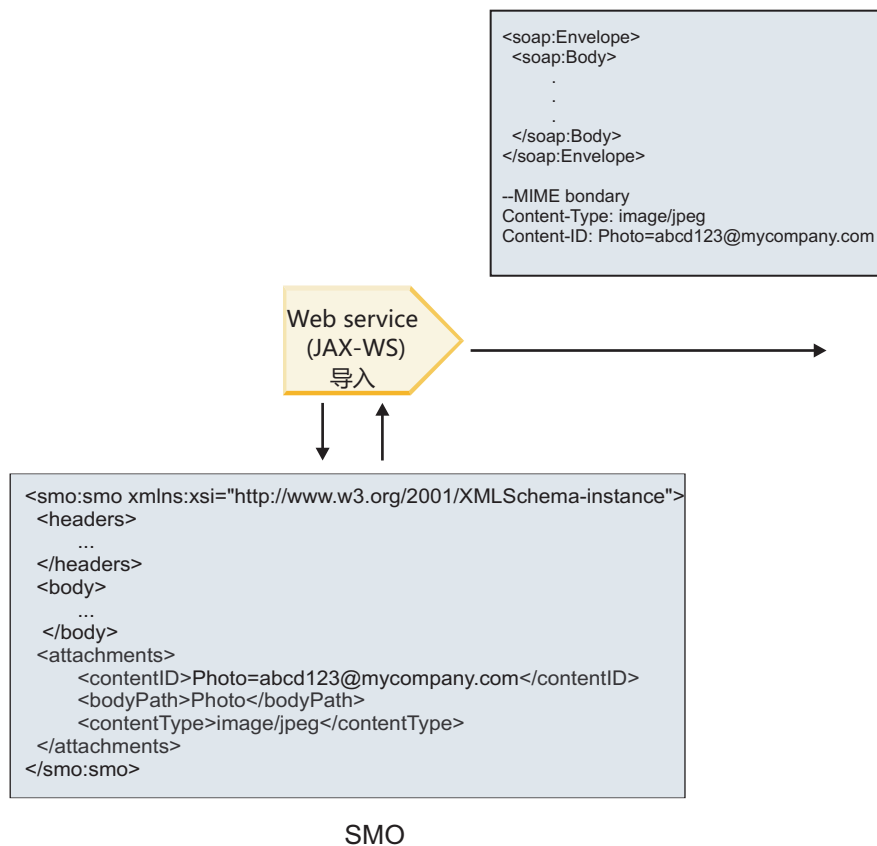 <soap:Envelope>
<soap:Body>
.
.
.
</soap:Body>
</soap:Envelope>
--MIME bondary
Content-Type: image/jpeg
Content-ID: Photo=abcd123@mycompany.com
Web service
(JAX-WS)
导入
<smo:smo xmlns:xsi="http://www.w3.org/2001/XMLSchema-instance">
<headers>
...
</headers>
<body>
...
</body>
<attachments>
<contentID>Photo=abcd123@mycompany.com</contentID>
<bodyPath>Photo</bodyPath>
<contentType>image/jpeg</contentType>
</attachments>
</smo:smo>
SMO